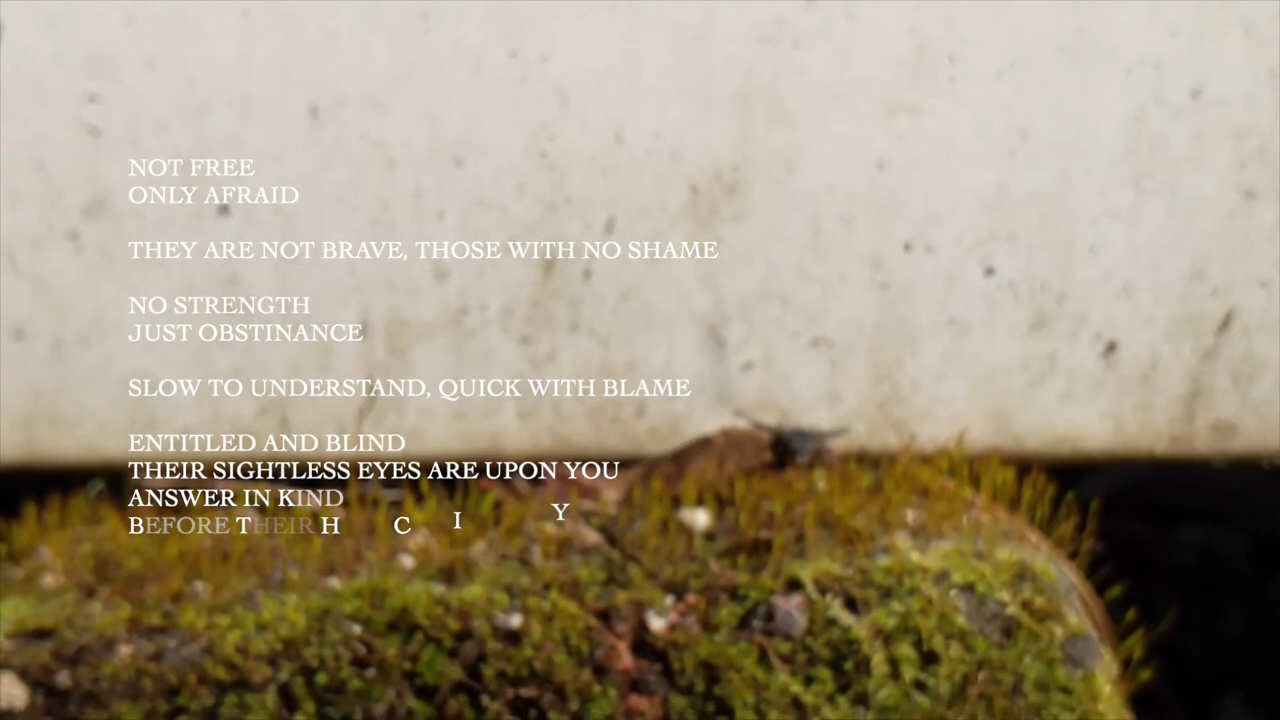 NOT FREE
ONLY AFRAID
THEY ARE NOT BRAVE, THOSE WITH NO SHAME
NO STRENGTH
JUST OBSTINANCE
SLOW TO UNDERSTAND, QUICK WITH BLAME
ENTITLED AND BLIND
THEIR SIGHTLESS EYES ARE UPON YOU
ANSWER IN KIND
BEFORE THEIR H C I Y